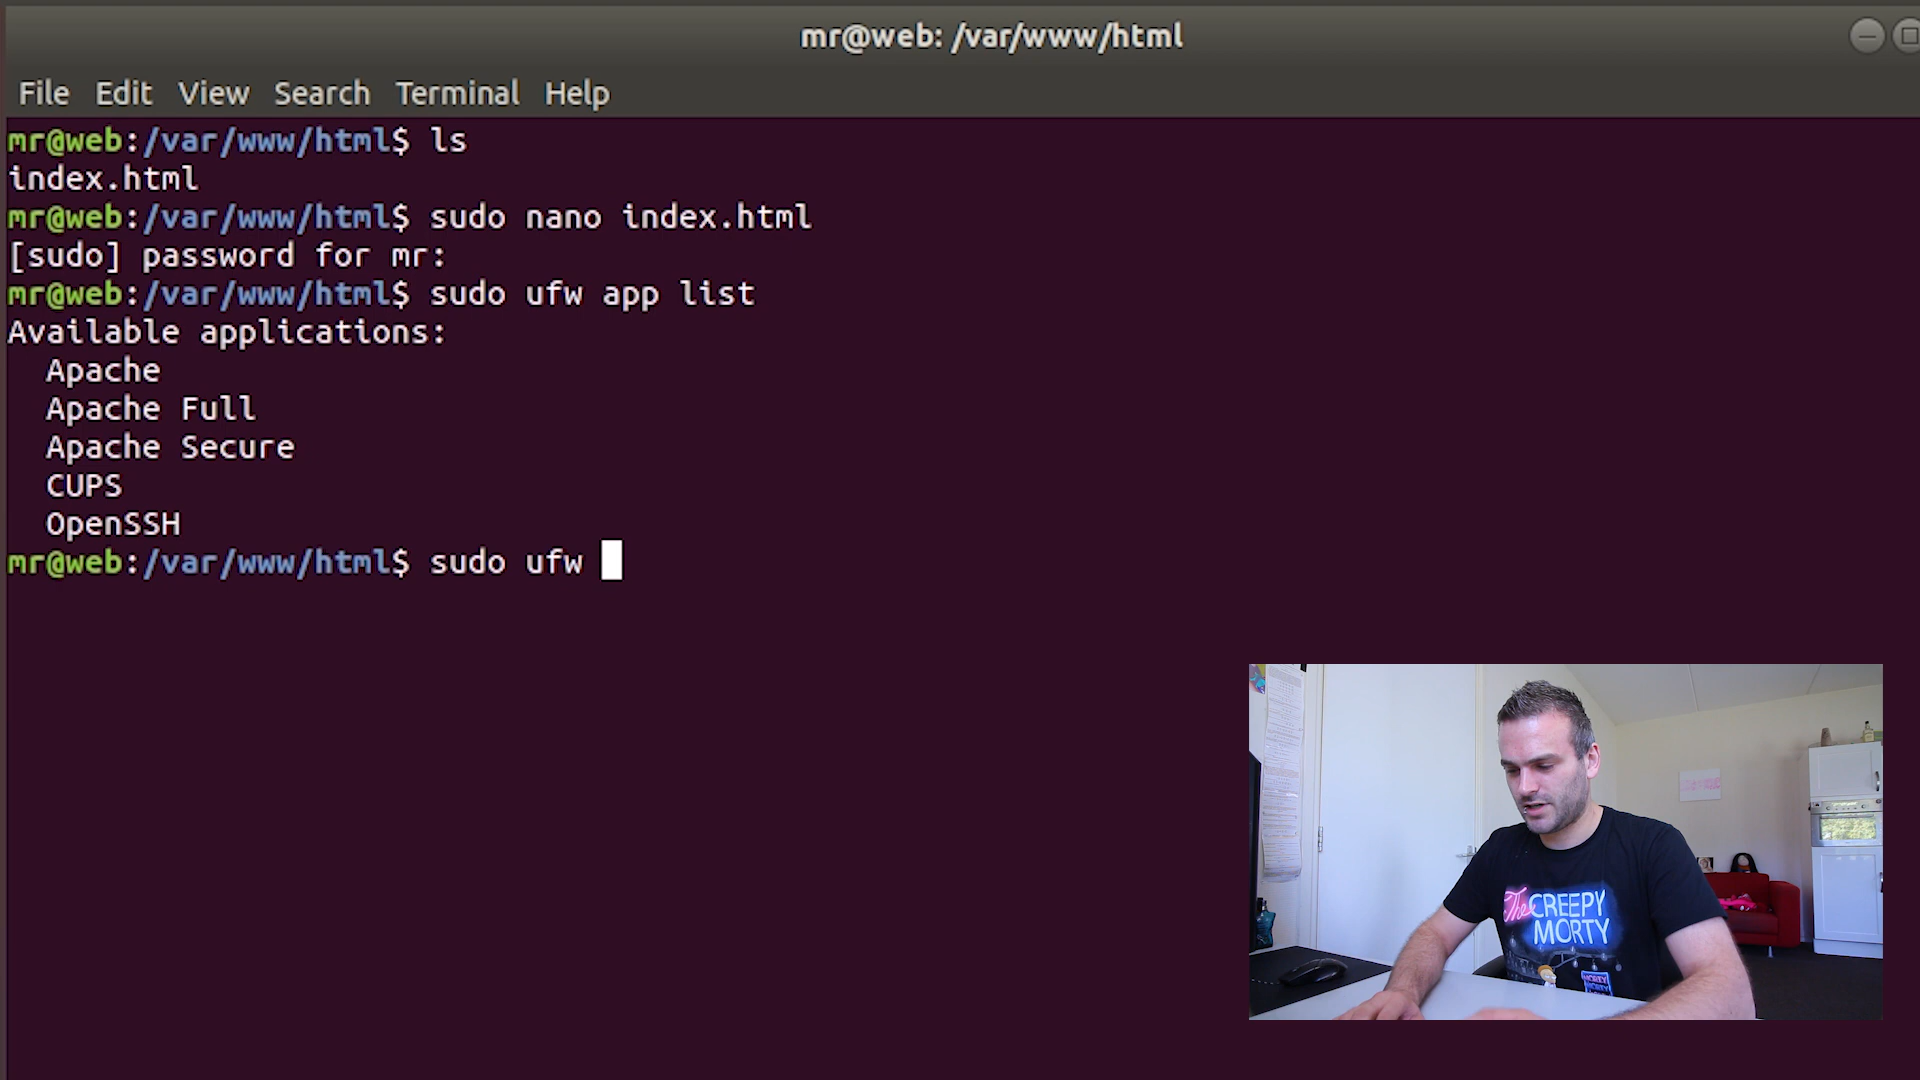 mr@web: /var/www/html
File Edit View Search Terminal Help
mr@web:/var/www/html$ ls
index.html
mr@web:/var/www/html$ sudo nano index.html
[sudo] password for mr:
mr@web:/var/www/html$ sudo ufw app list
Available applications:
  Apache
  Apache Full
  Apache Secure
  CUPS
  OpenSSH
mr@web:/var/www/html$ sudo ufw
The CREEPY
MORTY